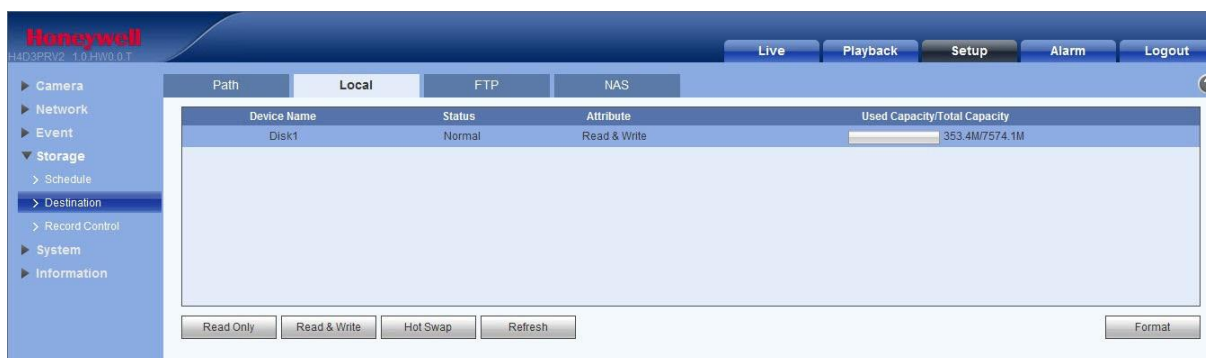 Honeywell
H4D3PRV2 1.0.HW0.0.T
Live Playback Setup Alarm Logout
Camera
Network
Event
Storage
Schedule
Destination
Record Control
System
Information
Path Local FTP NAS
Device Name Status Attribute Used Capacity/Total Capacity
Disk1 Normal Read & Write 353.4M/7574.1M
Read Only Read & Write Hot Swap Refresh Format